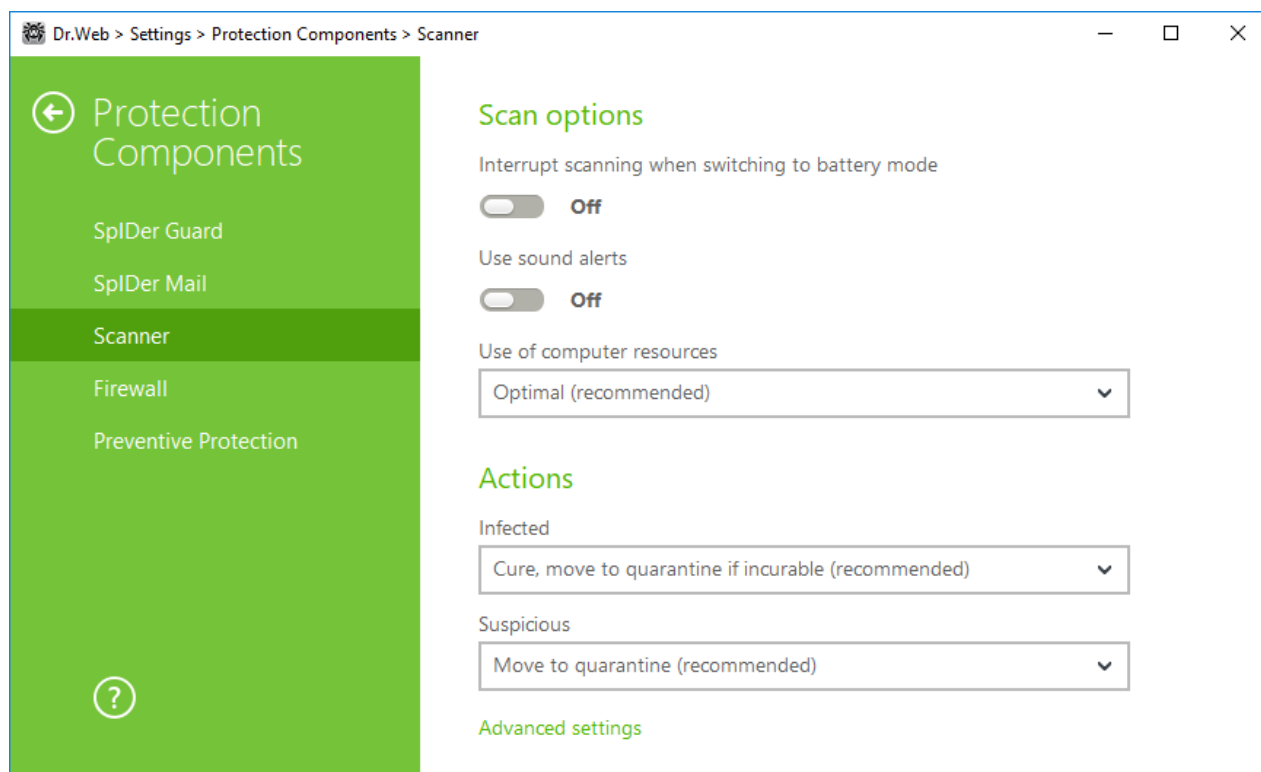 Dr.Web > Settings > Protection Components > Scanner
Protection
Components
SpIDer Guard
SpIDer Mail
Scanner
Firewall
Preventive Protection
?
Scan options
Interrupt scanning when switching to battery mode
Off
Use sound alerts
Off
Use of computer resources
Optimal (recommended)
Actions
Infected
Cure, move to quarantine if incurable (recommended)
Suspicious
Move to quarantine (recommended)
Advanced settings